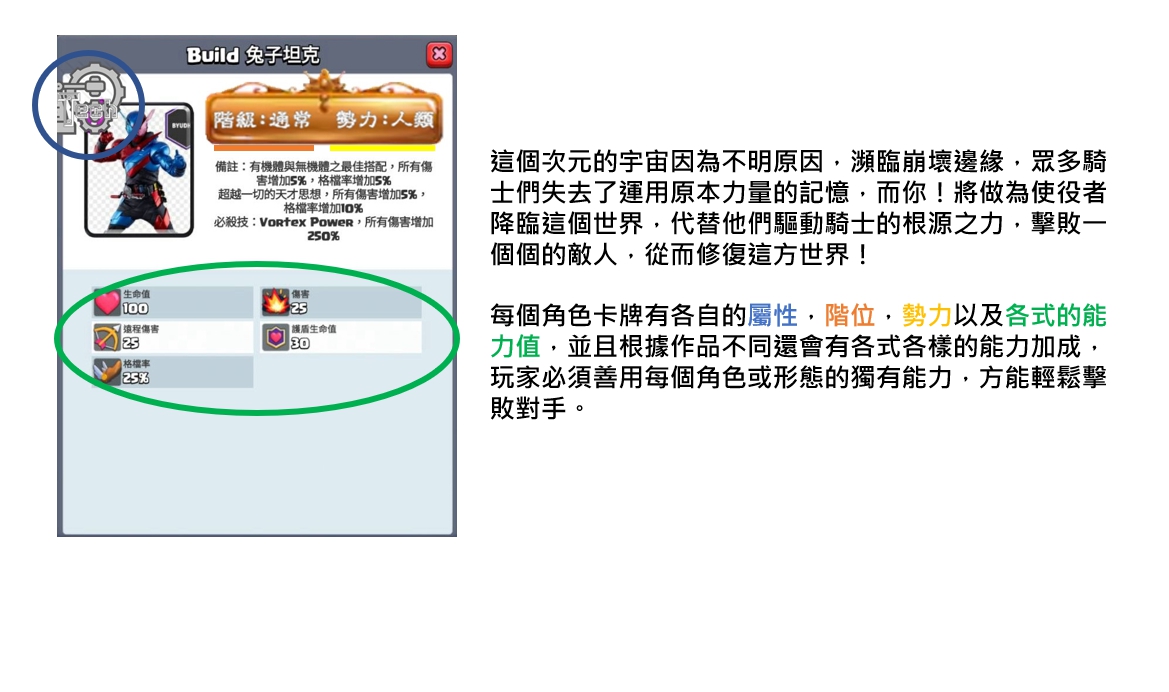 Build 兔子坦克
Tech
BYUDH
階級:通常 勢力:人類
備註：有機體與無機體之最佳搭配，所有傷
害增加5%，格檔率增加5%
超越一切的天才思想，所有傷害增加5%，
格檔率增加10%
必殺技：Vortex Power，所有傷害增加
250%
生命值
100
傷害
25
遠程傷害
25
護盾生命值
30
格檔率
25%
這個次元的宇宙因為不明原因，瀕臨崩壞邊緣，眾多騎
士們失去了運用原本力量的記憶，而你！將做為使役者
降臨這個世界，代替他們驅動騎士的根源之力，擊敗一
個個的敵人，從而修復這方世界！
每個角色卡牌有各自的屬性，階位，勢力以及各式的能
力值，並且根據作品不同還會有各式各樣的能力加成，
玩家必須善用每個角色或形態的獨有能力，方能輕鬆擊
敗對手。